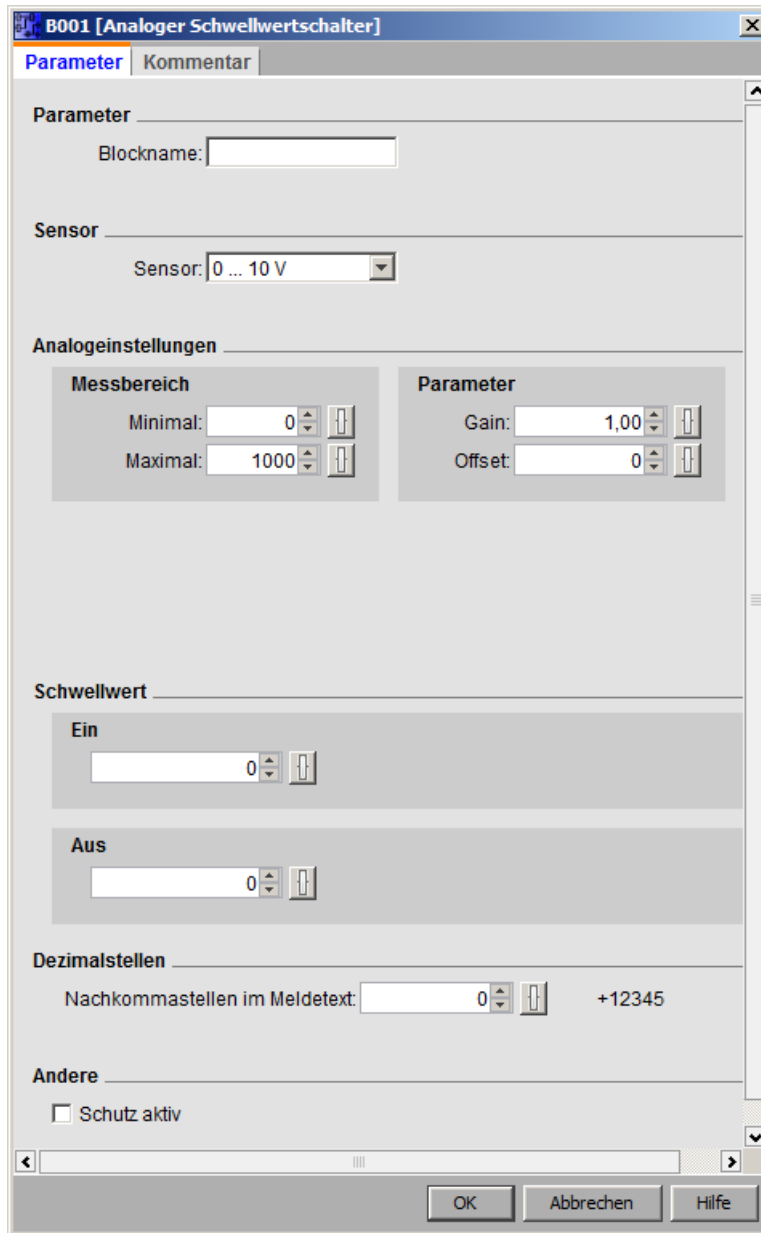 B001 [Analoger Schwellwertschalter]
Parameter Kommentar
Parameter
Blockname:
Sensor
Sensor: 0 ... 10 V
Analogeinstellungen
Messbereich
Minimal: 0
Maximal: 1000
Parameter
Gain: 1,00
Offset: 0
Schwellwert
Ein
0
Aus
0
Dezimalstellen
Nachkommastellen im Meldetext: 0 +12345
Andere
Schutz aktiv
OK Abbrechen Hilfe